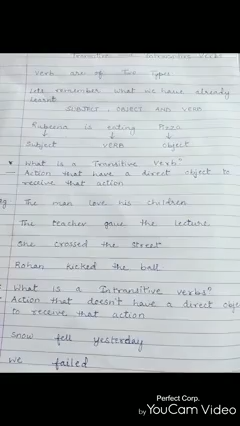 Transitive Intransitive Verbs
Verb are of Two Types
Lets remember what we have already
learnt
SUBJECT, OBJECT AND VERB
Rubeena is eating Pizza
Subject VERB Object
What is a Transitive verb?
Action that have a direct object to
receive that action
Eg The man love his children
The teacher gave the lecture
She crossed the street
Rohan kicked the ball
What is a Intransitive verbs?
Action that doesn't have a direct object
to receive that action
Snow fell yesterday
We failed
Perfect Corp.
YouCam Video